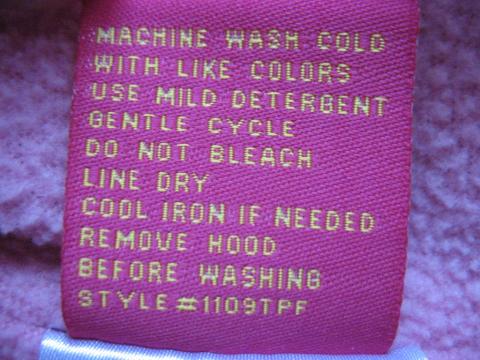 MACHINE WASH COLD
WITH LIKE COLORS
USE MILD DETERGENT
GENTLE CYCLE
DO NOT BLEACH
LINE DRY
COOL IRON IF NEEDED
REMOVE HOOD
BEFORE WASHING
STYLE#1109TPF